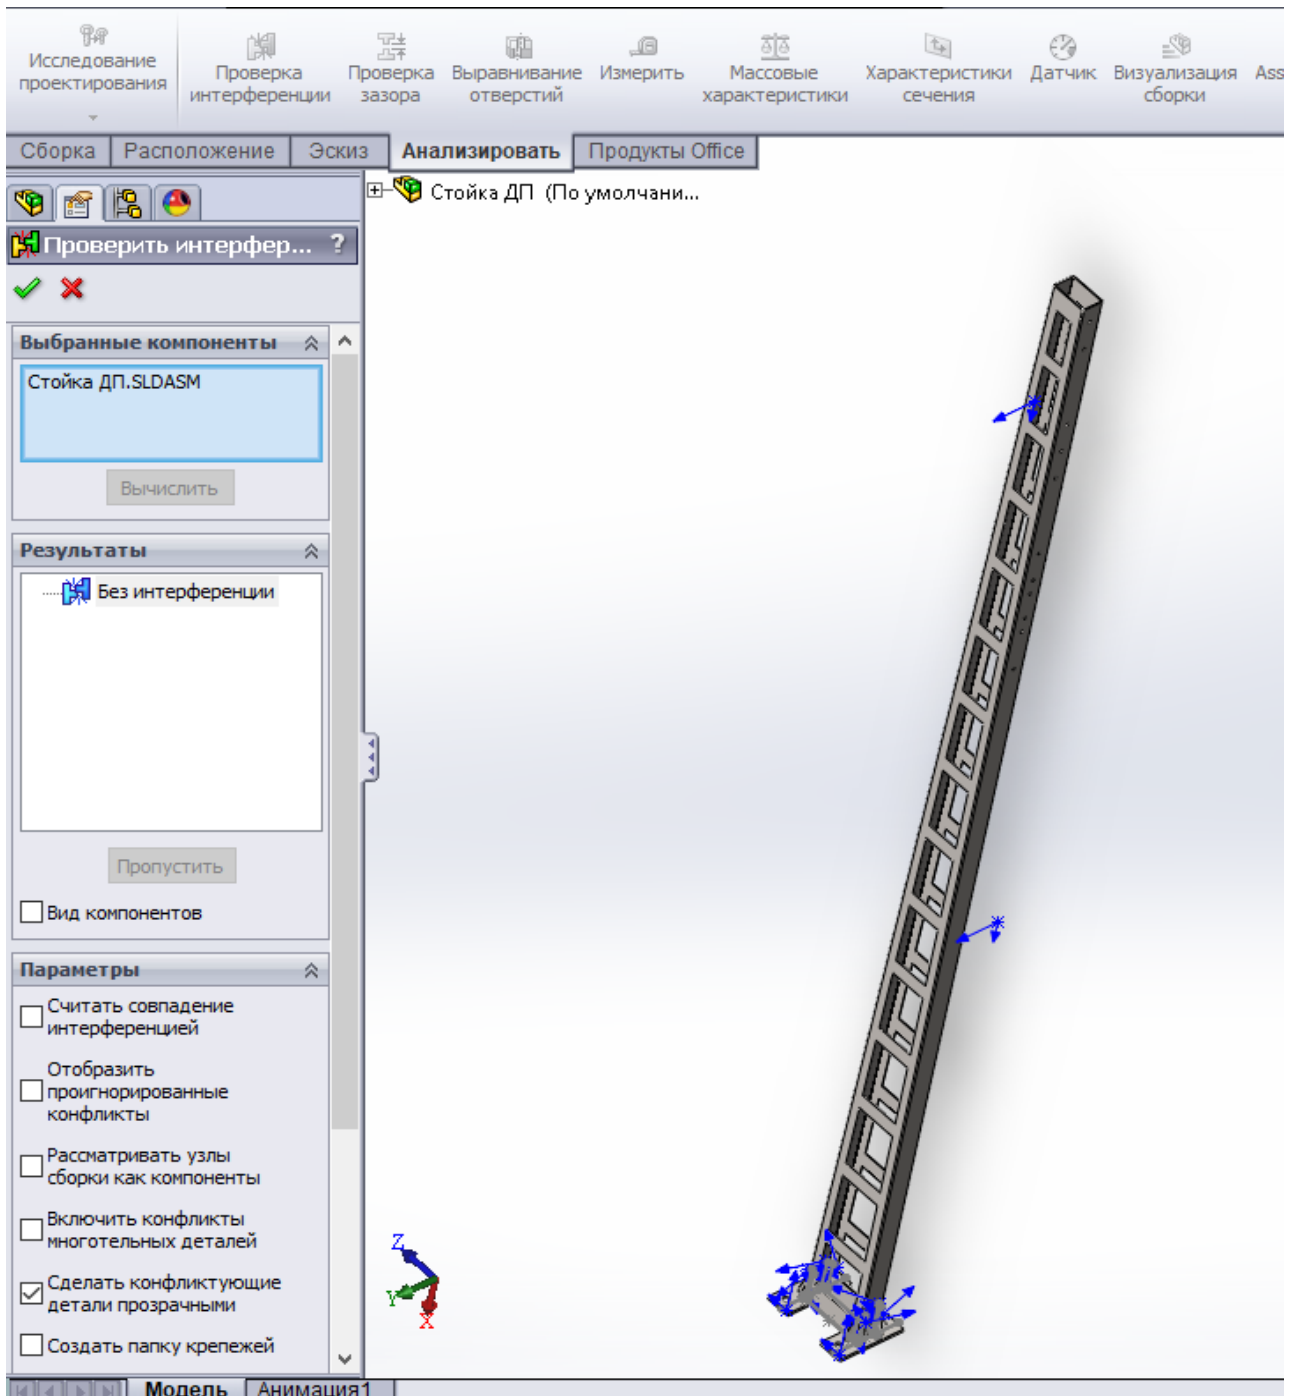 Исследование
проектирования
Проверка
интерференции
Проверка
зазора
Выравнивание
отверстий
Измерить
Массовые
характеристики
Характеристики
сечения
Датчик
Визуализация
сборки
Ass
Сборка
Расположение
Эскиз
Анализировать
Продукты Office
Стойка ДП (По умолчани...
Проверить интерфер... ?
Выбранные компоненты
Стойка ДП.SLDASM
Вычислить
Результаты
Без интерференции
Пропустить
Вид компонентов
Параметры
Считать совпадение
интерференцией
Отобразить
проигнорированные
конфликты
Рассматривать узлы
сборки как компоненты
Включить конфликты
многотельных деталей
Сделать конфликтующие
детали прозрачными
Создать папку крепежей
Z
Y
X
Модель
Анимация1